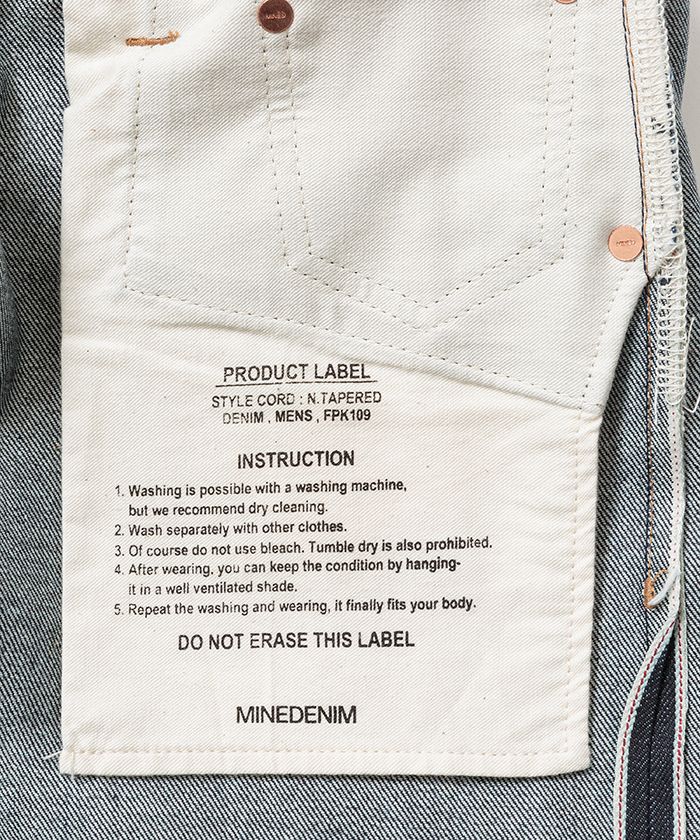 MINED
MINED
PRODUCT LABEL
STYLE CORD : N.TAPERED
DENIM , MENS , FPK109
INSTRUCTION
1. Washing is possible with a washing machine,
but we recommend dry cleaning.
2. Wash separately with other clothes.
3. Of course do not use bleach. Tumble dry is also prohibited.
4. After wearing, you can keep the condition by hanging-
it in a well ventilated shade.
5. Repeat the washing and wearing, it finally fits your body.
DO NOT ERASE THIS LABEL
MINEDENIM